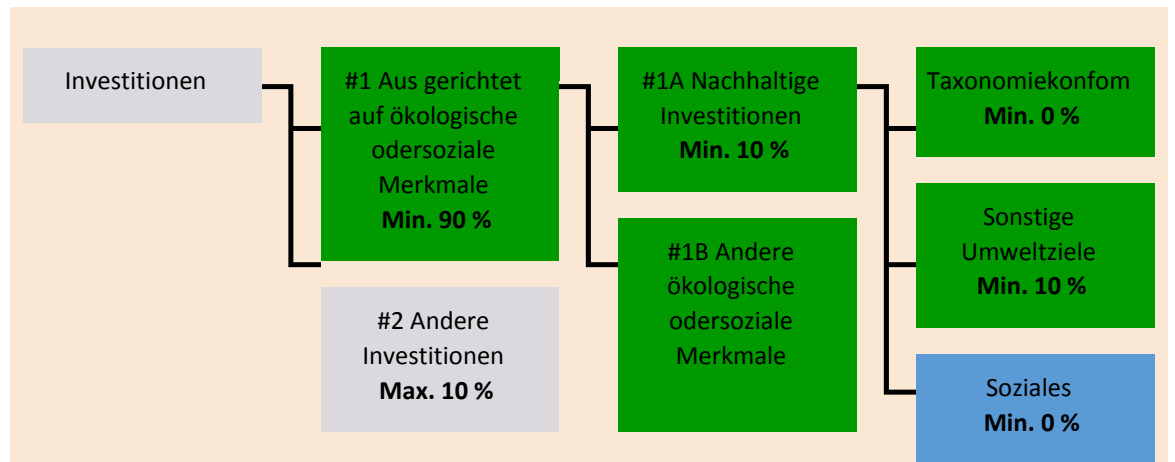 Investitionen
#1 Aus gerichtet
auf ökologische
odersoziale
Merkmale
Min. 90 %
#2 Andere
Investitionen
Max. 10 %
#1A Nachhaltige
Investitionen
Min. 10 %
#1B Andere
ökologische
odersoziale
Merkmale
Taxonomiekonfom
Min. 0 %
Sonstige
Umweltziele
Min. 10 %
Soziales
Min. 0 %